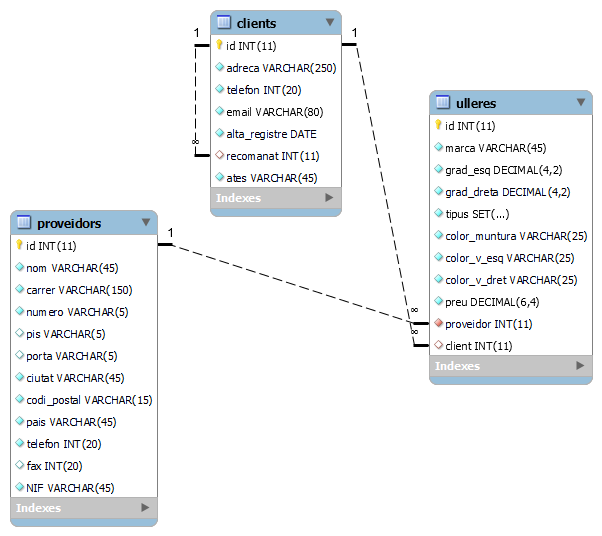 clients
1
1
id INT(11)
adreca VARCHAR(250)
telefon INT(20)
email VARCHAR(80)
alta_registre DATE
∞
recomanat INT(11)
ates VARCHAR(45)
Indexes
ulleres
id INT(11)
marca VARCHAR(45)
grad_esq DECIMAL(4,2)
grad_dreta DECIMAL(4,2)
tipus SET(...)
color_muntura VARCHAR(25)
color_v_esq VARCHAR(25)
color_v_dret VARCHAR(25)
preu DECIMAL(6,4)
∞
proveidor INT(11)
∞
client INT(11)
Indexes
proveidors
1
id INT(11)
nom VARCHAR(45)
carrer VARCHAR(150)
numero VARCHAR(5)
pis VARCHAR(5)
porta VARCHAR(5)
ciutat VARCHAR(45)
codi_postal VARCHAR(15)
pais VARCHAR(45)
telefon INT(20)
fax INT(20)
NIF VARCHAR(45)
Indexes